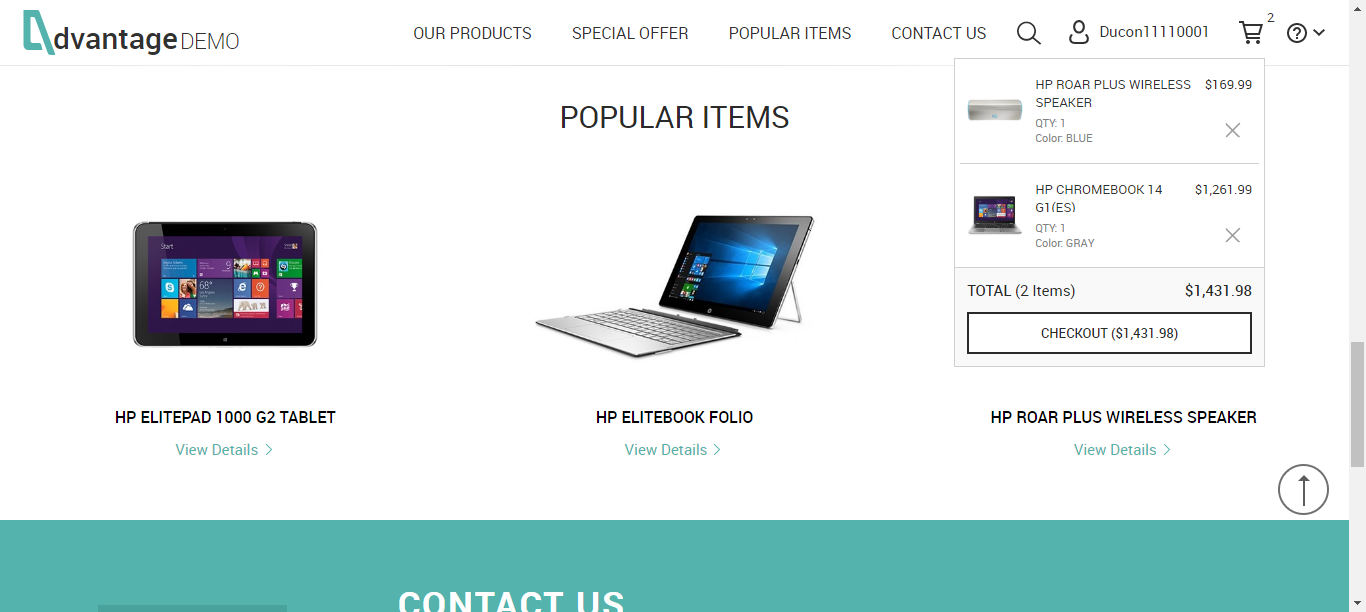 dvantage DEMO
OUR PRODUCTS
SPECIAL OFFER
POPULAR ITEMS
CONTACT US
Ducon11110001
2
POPULAR ITEMS
HP ROAR PLUS WIRELESS SPEAKER
$169.99
QTY: 1
Color: BLUE
HP CHROMEBOOK 14 G1(ES)
$1,261.99
QTY: 1
Color: GRAY
TOTAL (2 Items)
$1,431.98
CHECKOUT ($1,431.98)
Start
68°
HP ELITEPAD 1000 G2 TABLET
View Details
HP ELITEBOOK FOLIO
View Details
HP ROAR PLUS WIRELESS SPEAKER
View Details
CONTACT US